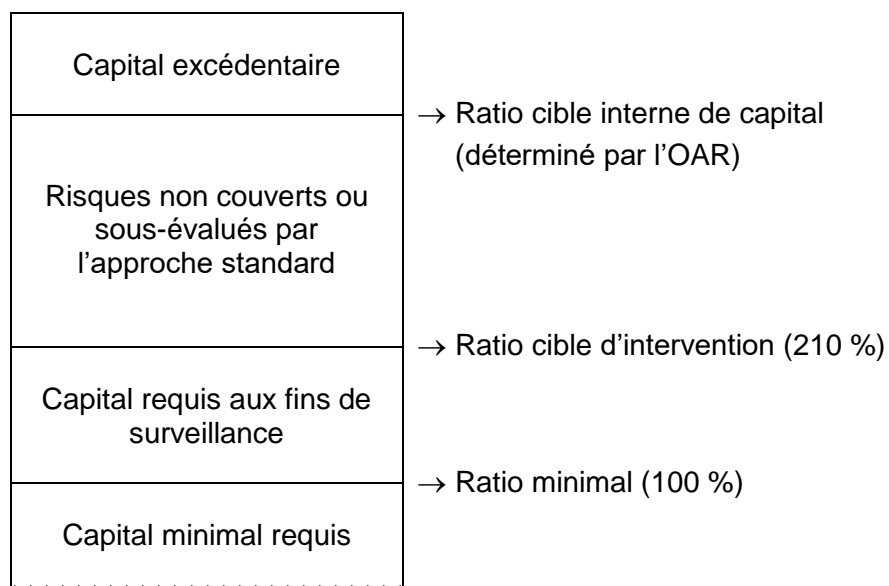 Capital excédentaire
→ Ratio cible interne de capital
(déterminé par l’OAR)
Risques non couverts ou
sous-évalués par
l’approche standard
→ Ratio cible d’intervention (210 %)
Capital requis aux fins de
surveillance
→ Ratio minimal (100 %)
Capital minimal requis